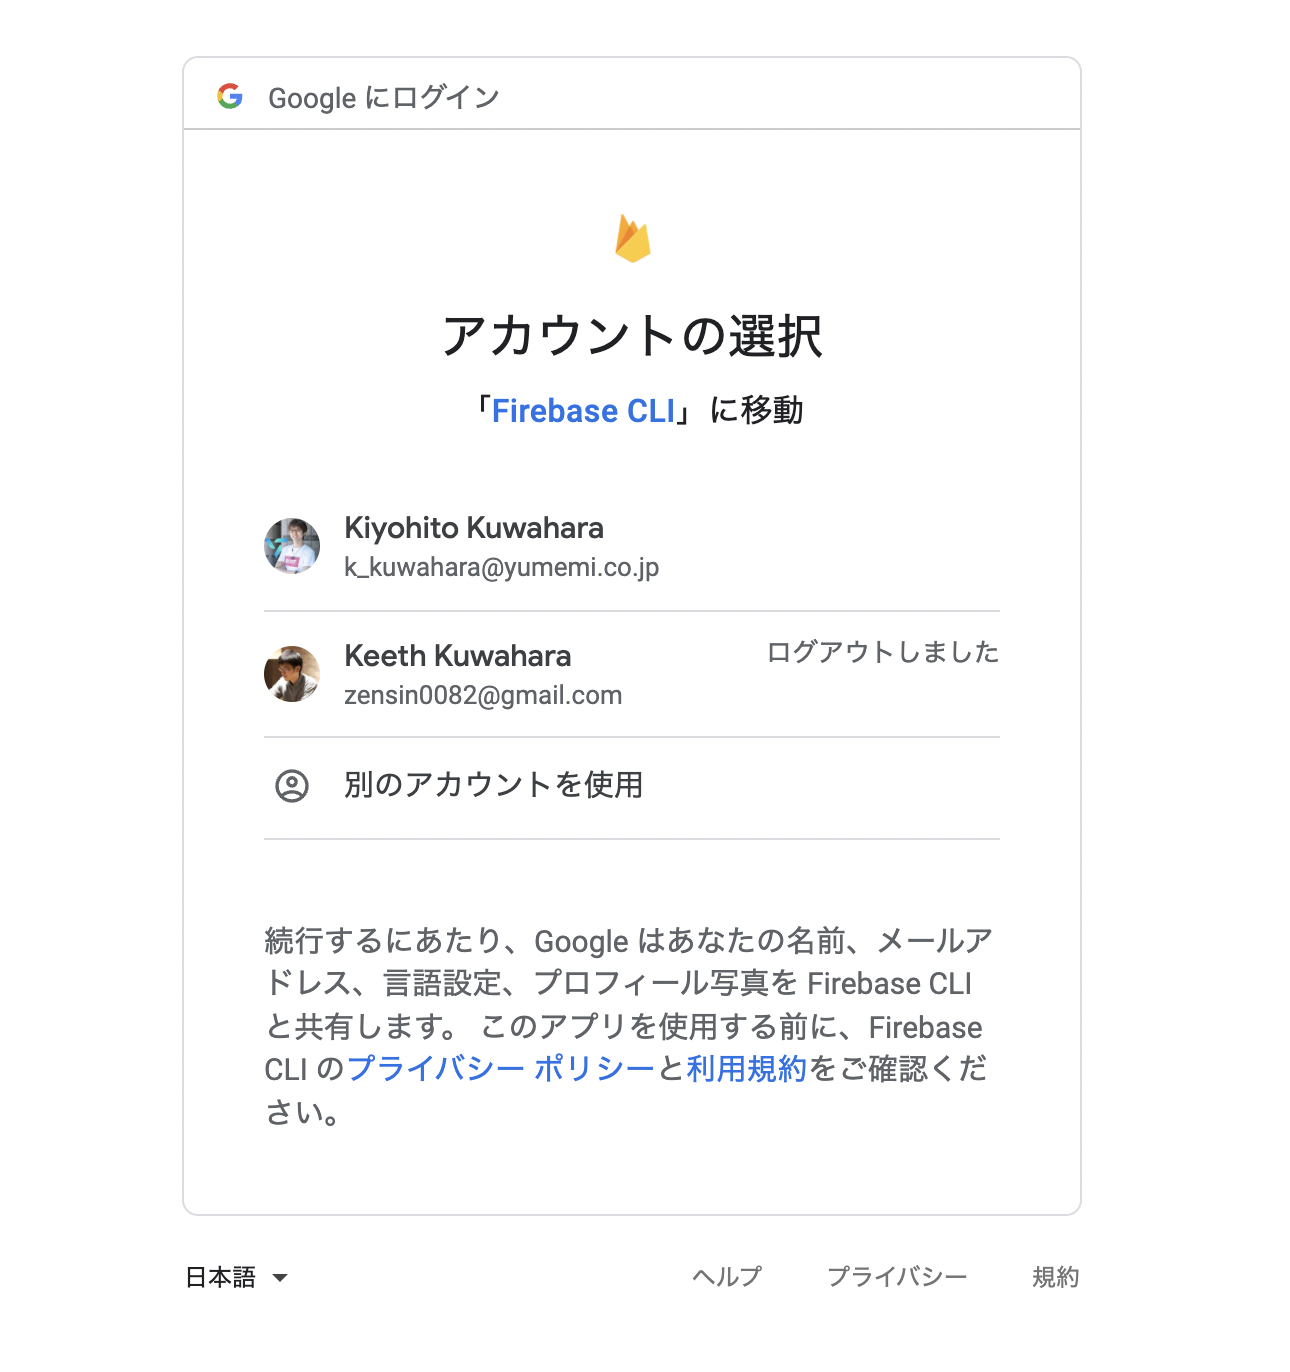 Google にログイン
アカウントの選択
「Firebase CLI」に移動
Kiyohito Kuwahara
k_kuwahara@yumemi.co.jp
Keeth Kuwahara
ログアウトしました
zensin0082@gmail.com
別のアカウントを使用
続行するにあたり、Google はあなたの名前、メールア
ドレス、言語設定、プロフィール写真を Firebase CLI
と共有します。 このアプリを使用する前に、Firebase
CLI のプライバシー ポリシーと利用規約をご確認くだ
さい。
日本語
ヘルプ
プライバシー
規約